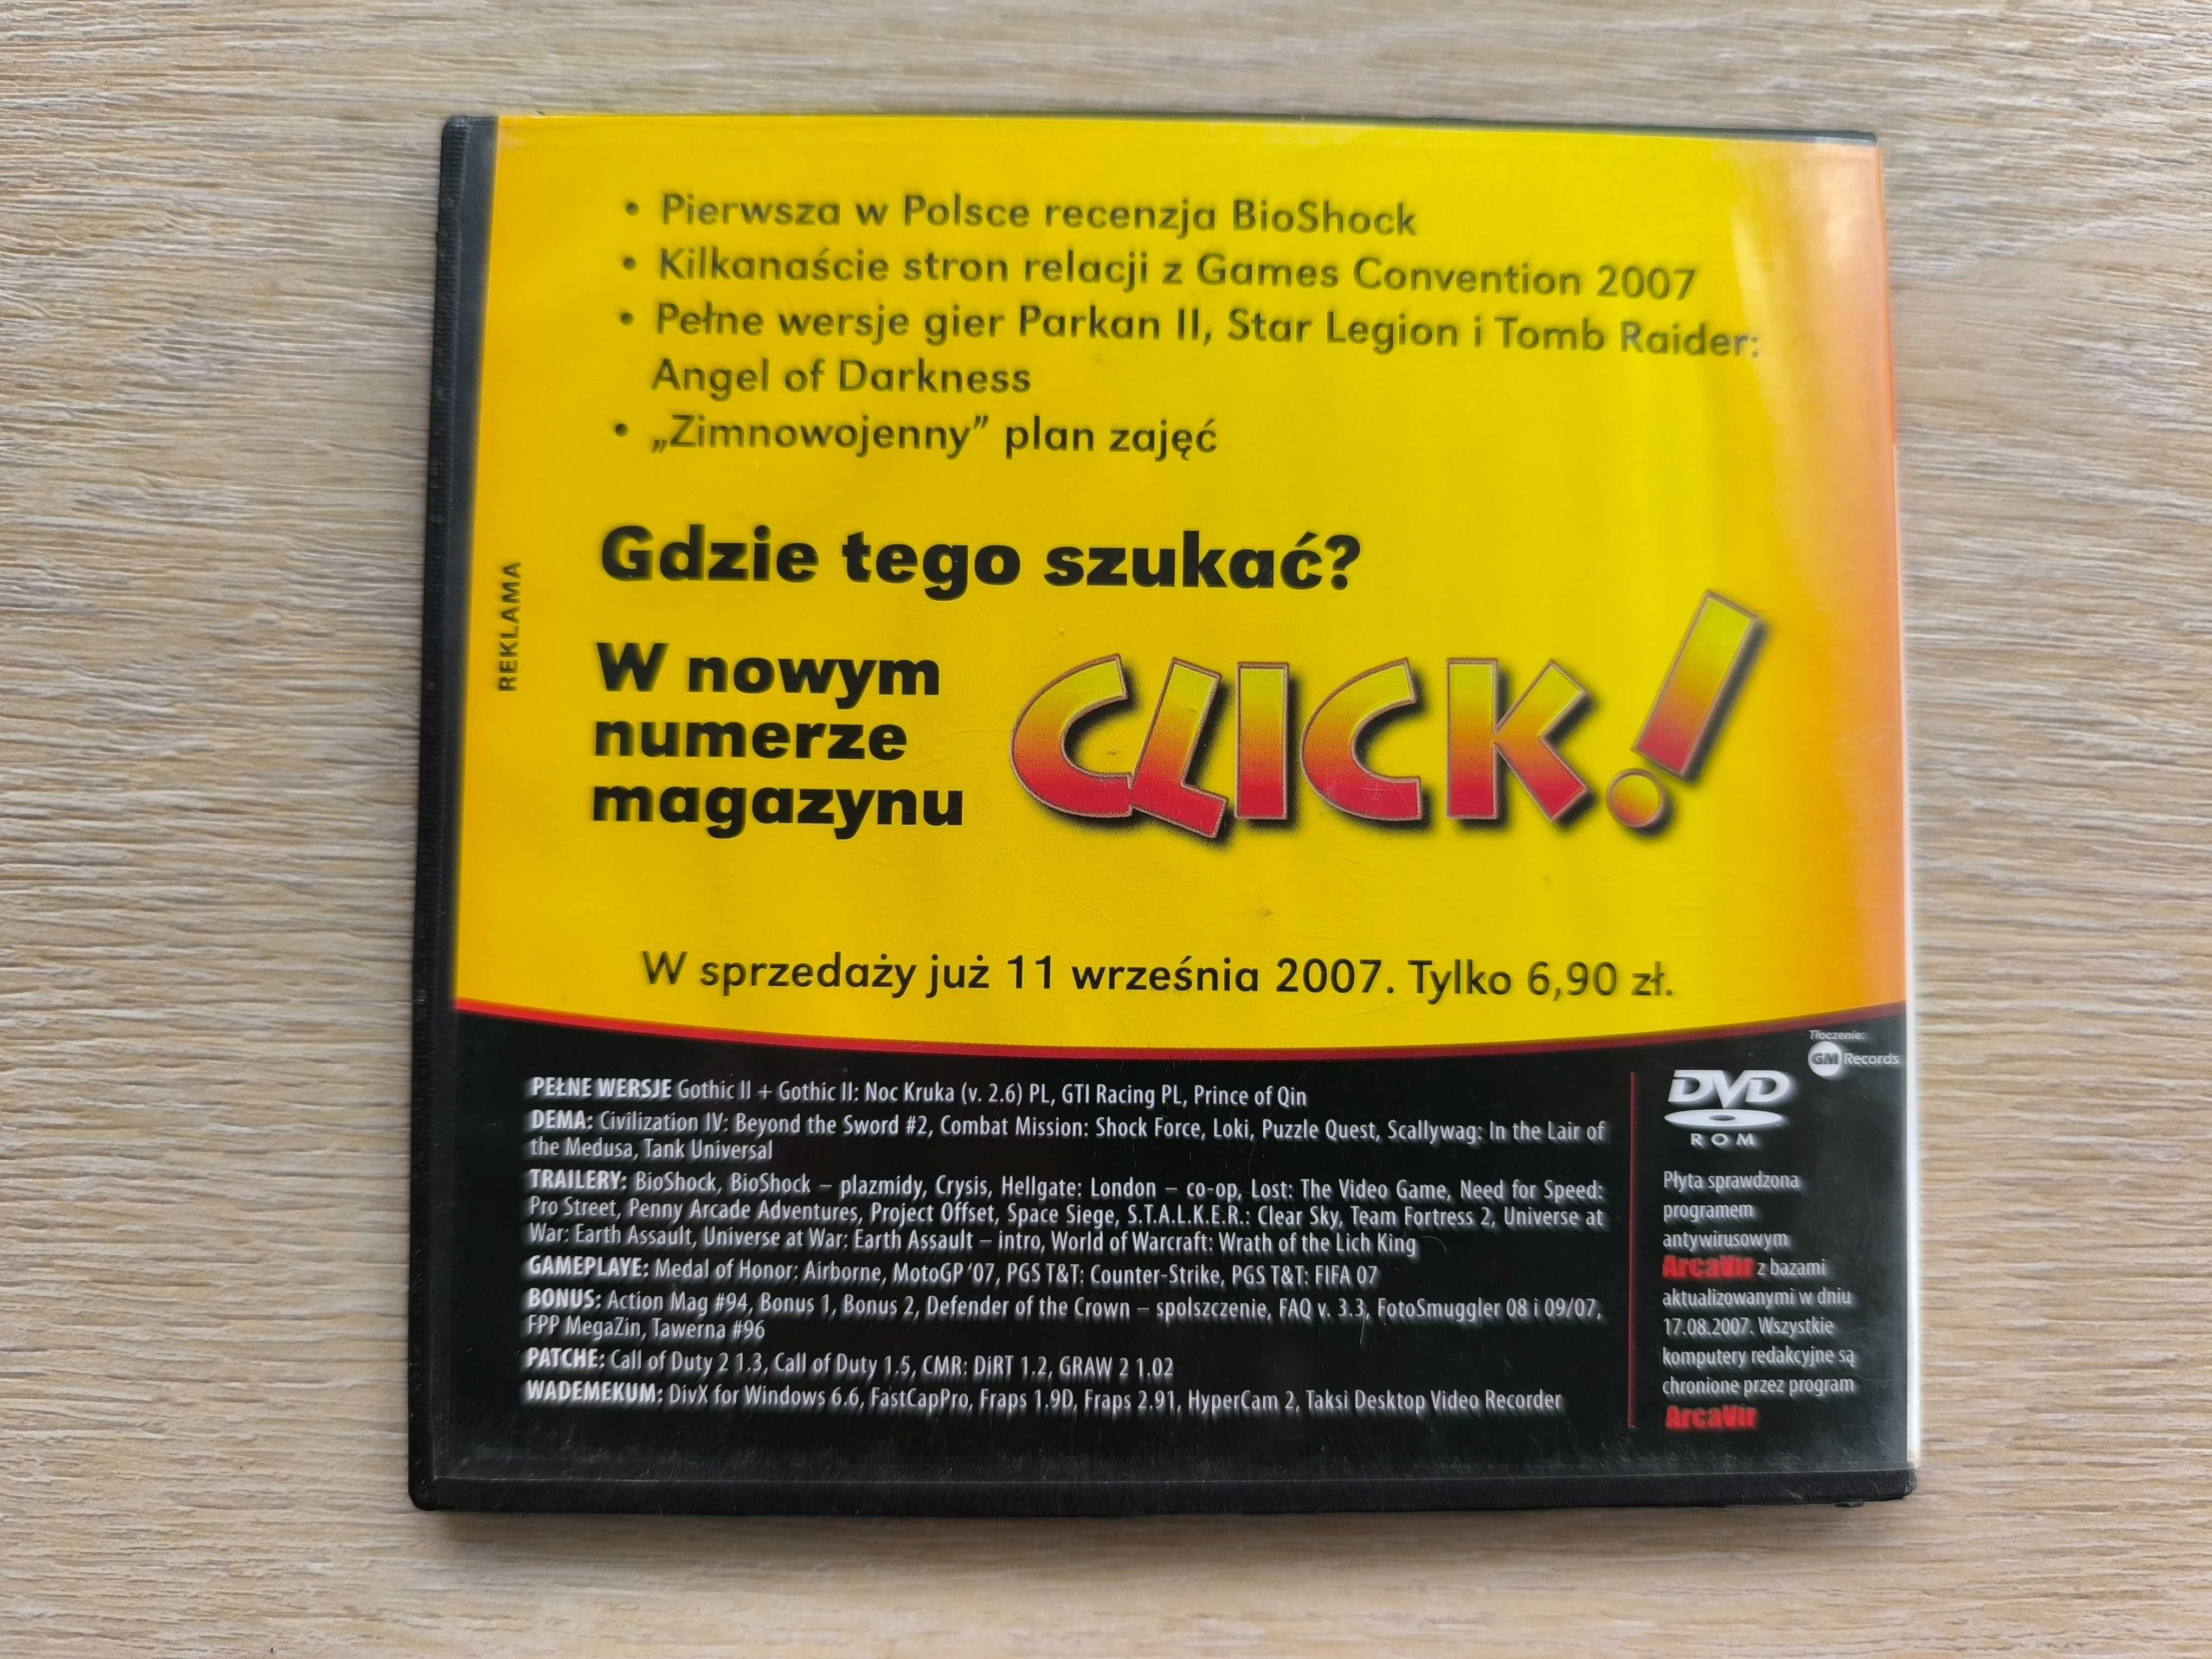 • Pierwsza w Polsce recenzja BioShock
• Kilkanaście stron relacji z Games Convention 2007
• Pełne wersje gier Parkan II, Star Legion i Tomb Raider:
Angel of Darkness
• „Zimnowojenny” plan zajęć
Gdzie tego szukać?
REKLAMA
W nowym
numerze
magazynu
CLICK!
W sprzedaży już 11 września 2007. Tylko 6,90 zł.
Tłoczenie:
GM Records
PEŁNE WERSJE Gothic II + Gothic II: Noc Kruka (v. 2.6) PL, GTI Racing PL, Prince of Qin
DEMA: Civilization IV: Beyond the Sword #2, Combat Mission: Shock Force, Loki, Puzzle Quest, Scallywag: In the Lair of
the Medusa, Tank Universal
TRAILERY: BioShock, BioShock – plazmidy, Crysis, Hellgate: London – co-op, Lost: The Video Game, Need for Speed:
Pro Street, Penny Arcade Adventures, Project Offset, Space Siege, S.T.A.L.K.E.R.: Clear Sky, Team Fortress 2, Universe at
War: Earth Assault, Universe at War: Earth Assault – intro, World of Warcraft: Wrath of the Lich King
GAMEPLAYE: Medal of Honor: Airborne, MotoGP '07, PGS T&T: Counter-Strike, PGS T&T: FIFA 07
BONUS: Action Mag #94, Bonus 1, Bonus 2, Defender of the Crown – spolszczenie, FAQ v. 3.3, FotoSmuggler 08 i 09/07,
FPP MegaZin, Tawerna #96
PATCHE: Call of Duty 2 1.3, Call of Duty 1.5, CMR: DiRT 1.2, GRAW 2 1.02
WADEMEKUM: DivX for Windows 6.6, FastCapPro, Fraps 1.9D, Fraps 2.91, HyperCam 2, Taksi Desktop Video Recorder
DVD
ROM
Płyta sprawdzona
programem
antywirusowym
ArcaVir z bazami
aktualizowanymi w dniu
17.08.2007. Wszystkie
komputery redakcyjne są
chronione przez program
ArcaVir